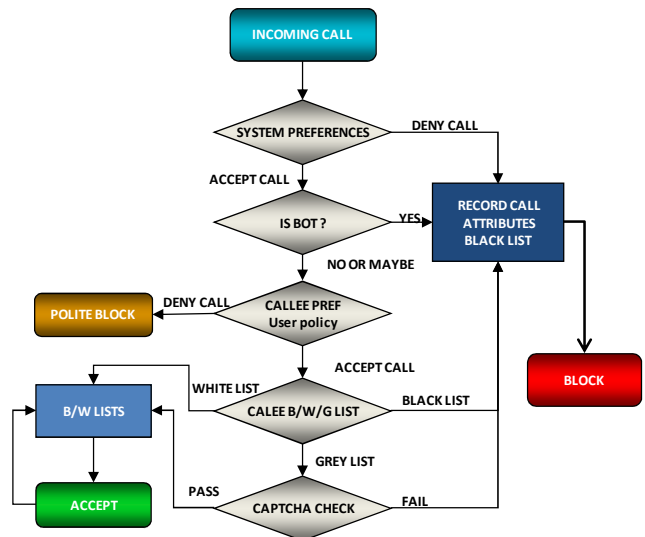 INCOMING CALL
SYSTEM PREFERENCES
DENY CALL
ACCEPT CALL
RECORD CALL
ATTRIBUTES
BLACK LIST
IS BOT ?
YES
NO OR MAYBE
DENY CALL
POLITE BLOCK
CALLEE PREF
User policy
ACCEPT CALL
BLOCK
WHITE LIST
B/W LISTS
CALEE B/W/G LIST
BLACK LIST
GREY LIST
PASS
ACCEPT
CAPTCHA CHECK
FAIL